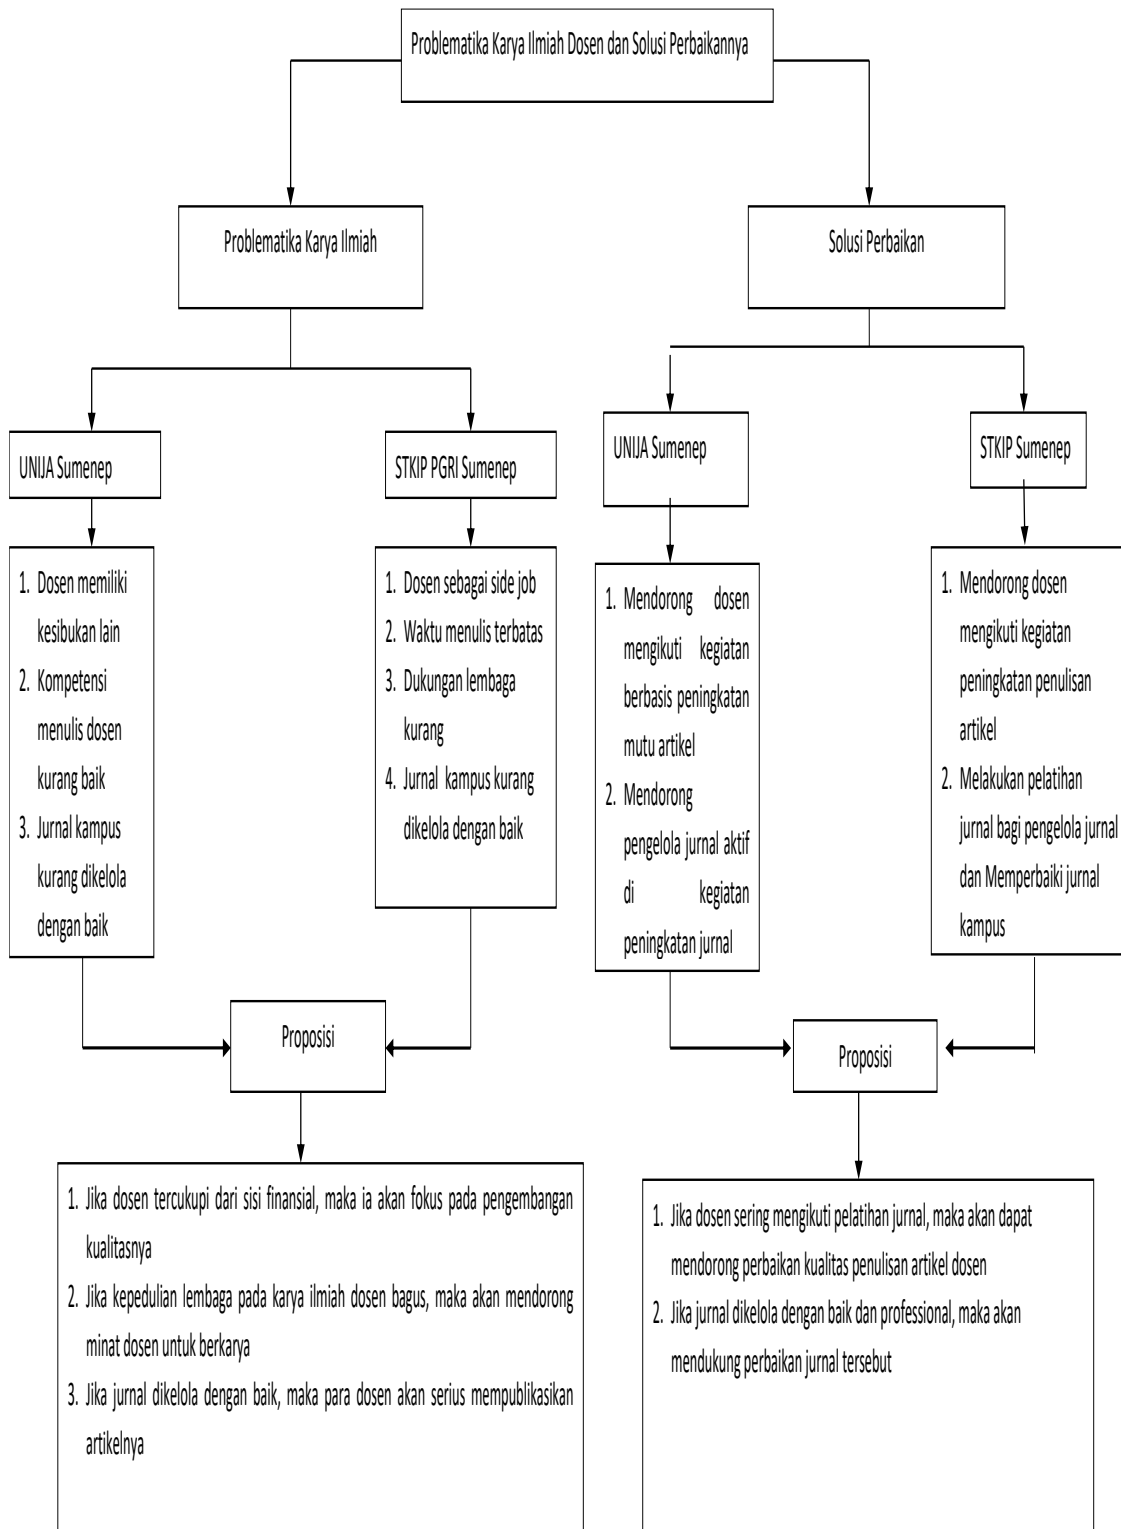 Problematika Karya Ilmiah Dosen dan Solusi Perbaikannya
Problematika Karya Ilmiah
Solusi Perbaikan
UNIJA Sumenep
STKIP PGRI Sumenep
UNIJA Sumenep
STKIP Sumenep
1. Dosen memiliki
kesibukan lain
2. Kompetensi
menulis dosen
kurang baik
3. Jurnal kampus
kurang dikelola
dengan baik
1. Dosen sebagai side job
2. Waktu menulis terbatas
3. Dukungan lembaga
kurang
4. Jurnal kampus kurang
dikelola dengan baik
1. Mendorong dosen
mengikuti kegiatan
berbasis peningkatan
mutu artikel
2. Mendorong
pengelola jurnal aktif
di kegiatan
peningkatan jurnal
1. Mendorong dosen
mengikuti kegiatan
peningkatan penulisan
artikel
2. Melakukan pelatihan
jurnal bagi pengelola jurnal
dan Memperbaiki jurnal
kampus
Proposisi
Proposisi
1. Jika dosen tercukupi dari sisi finansial, maka ia akan fokus pada pengembangan
kualitasnya
2. Jika kepedulian lembaga pada karya ilmiah dosen bagus, maka akan mendorong
minat dosen untuk berkarya
3. Jika jurnal dikelola dengan baik, maka para dosen akan serius mempublikasikan
artikelnya
1. Jika dosen sering mengikuti pelatihan jurnal, maka akan dapat
mendorong perbaikan kualitas penulisan artikel dosen
2. Jika jurnal dikelola dengan baik dan professional, maka akan
mendukung perbaikan jurnal tersebut